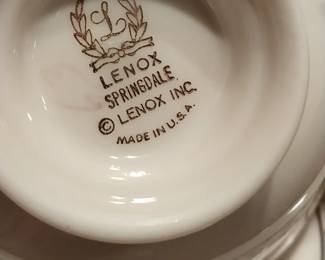 L
LENOX
SPRINGDALE
© LENOX INC.
MADE IN U.S.A.